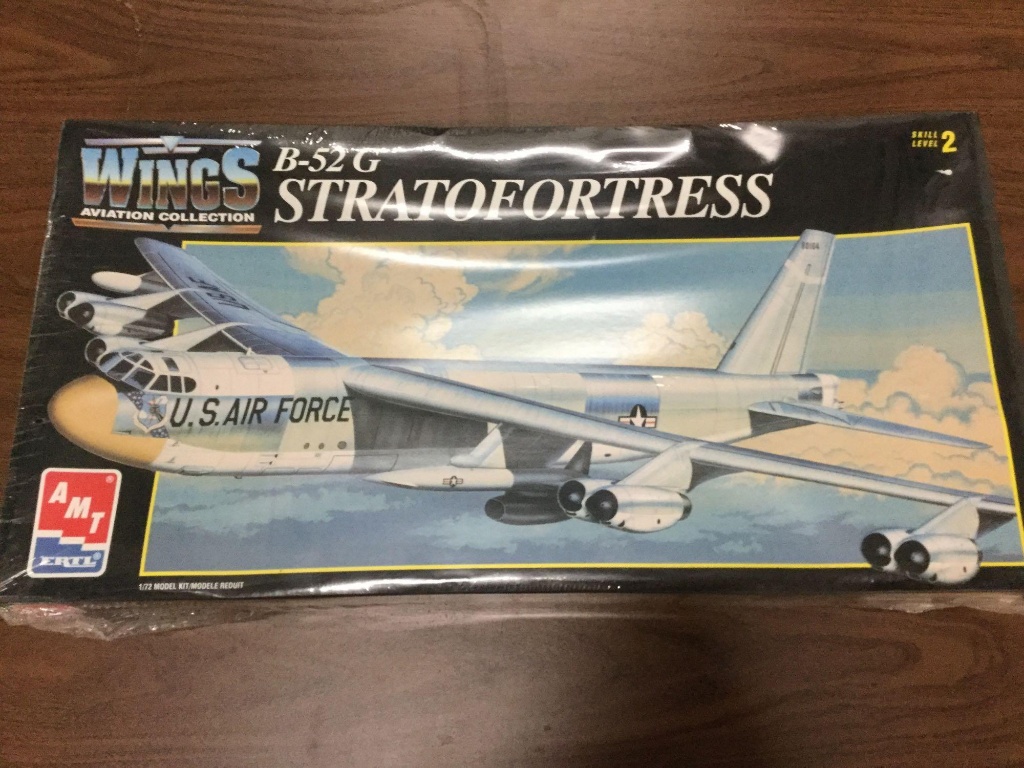 WINGS
AVIATION COLLECTION
B-52 G
STRATOFORTRESS
SKILL
LEVEL 2
U.S. AIR FORCE
AMT®
ERTL®
1/72 MODEL KIT/MODELE REDUIT